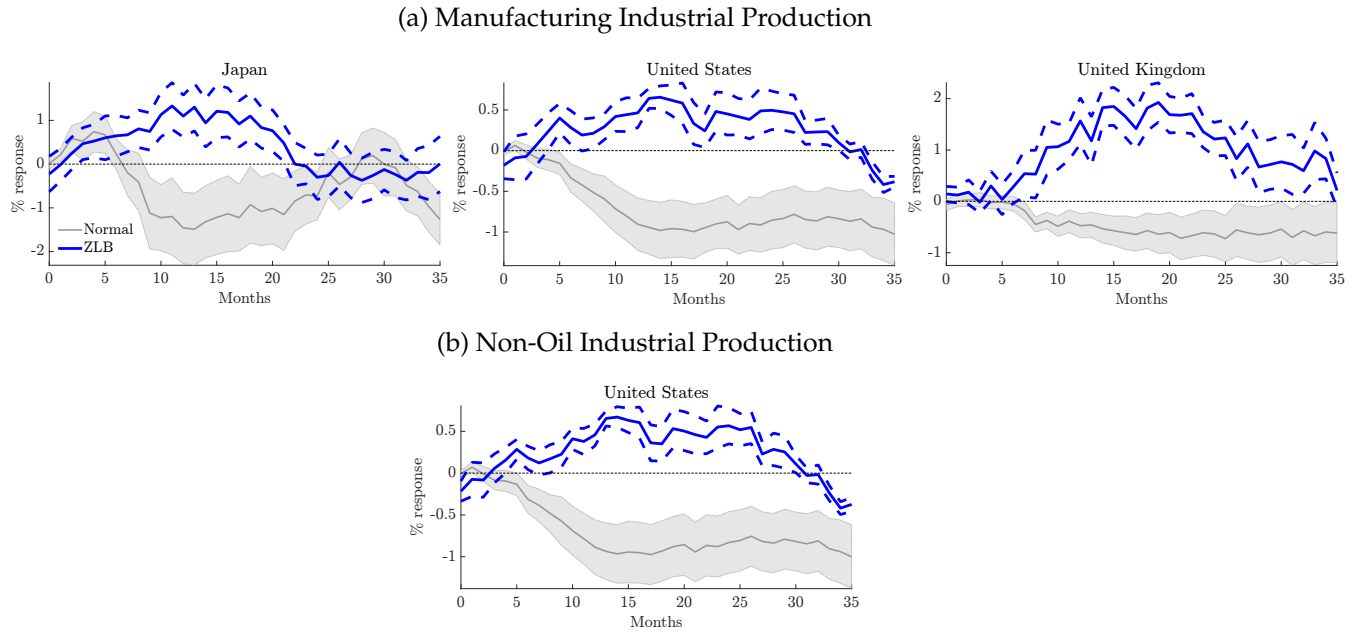 (a) Manufacturing Industrial Production
Japan
% response
1
0
-1
-2
Normal
ZLB
0 5 10 15 20 25 30 35
Months
United States
% response
0.5
0
-0.5
-1
0 5 10 15 20 25 30 35
Months
United Kingdom
% response
2
1
0
-1
0 5 10 15 20 25 30 35
Months
(b) Non-Oil Industrial Production
United States
% response
0.5
0
-0.5
-1
0 5 10 15 20 25 30 35
Months